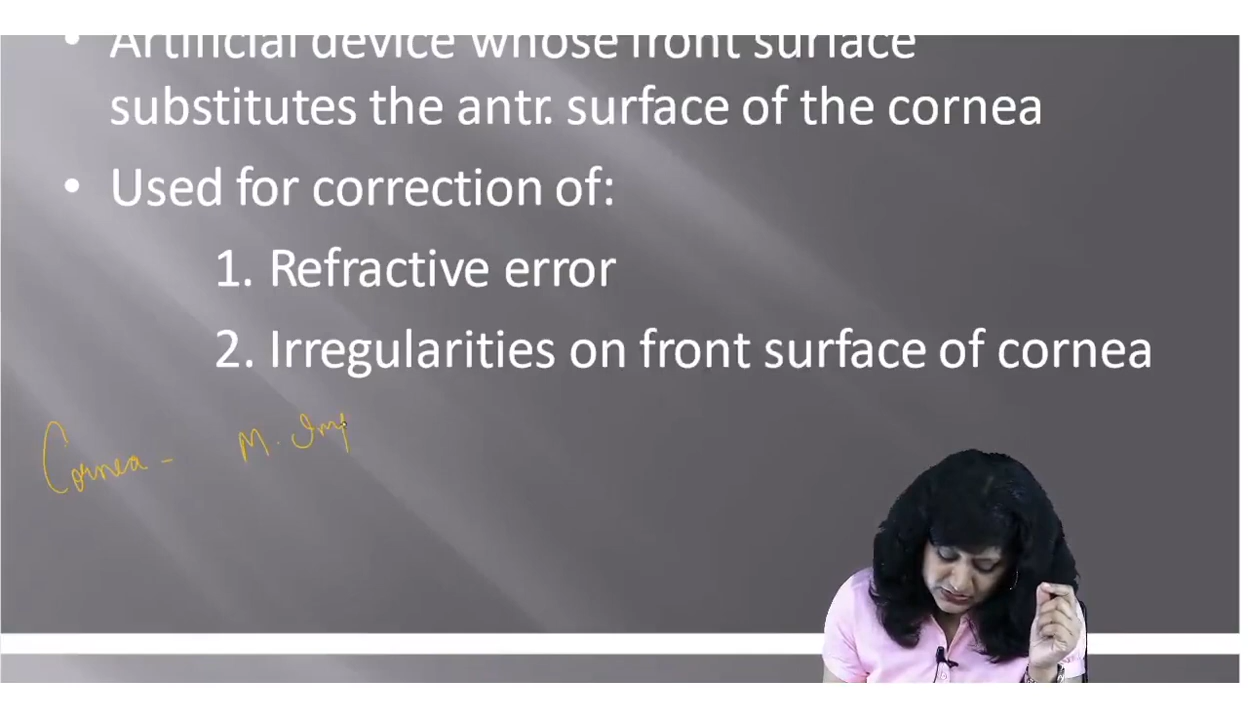 • Artificial device whose front surface
substitutes the antr. surface of the cornea
• Used for correction of:
1. Refractive error
2. Irregularities on front surface of cornea
Cornea - M. Imp